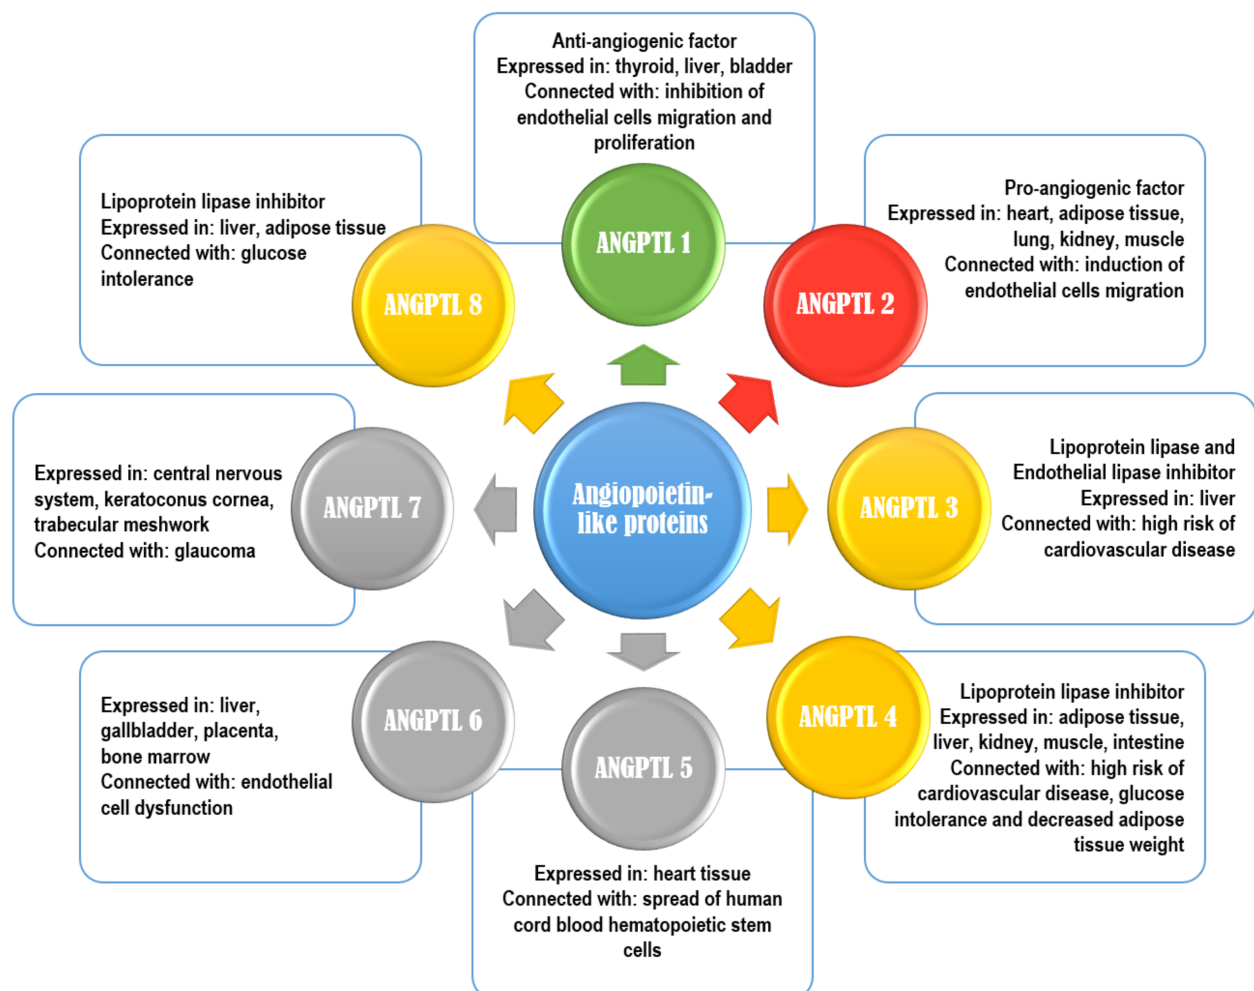 Anti-angiogenic factor
Expressed in: thyroid, liver, bladder
Connected with: inhibition of
endothelial cells migration and
proliferation
ANGPTL 1
Pro-angiogenic factor
Expressed in: heart, adipose tissue,
lung, kidney, muscle
Connected with: induction of
endothelial cells migration
ANGPTL 2
Lipoprotein lipase and
Endothelial lipase inhibitor
Expressed in: liver
Connected with: high risk of
cardiovascular disease
ANGPTL 3
Lipoprotein lipase inhibitor
Expressed in: adipose tissue,
liver, kidney, muscle, intestine
Connected with: high risk of
cardiovascular disease, glucose
intolerance and decreased adipose
tissue weight
ANGPTL 4
ANGPTL 5
Expressed in: heart tissue
Connected with: spread of human
cord blood hematopoietic stem
cells
Expressed in: liver,
gallbladder, placenta,
bone marrow
Connected with: endothelial
cell dysfunction
ANGPTL 6
Expressed in: central nervous
system, keratoconus cornea,
trabecular meshwork
Connected with: glaucoma
ANGPTL 7
Lipoprotein lipase inhibitor
Expressed in: liver, adipose tissue
Connected with: glucose
intolerance
ANGPTL 8
Angiopoietin-
like proteins